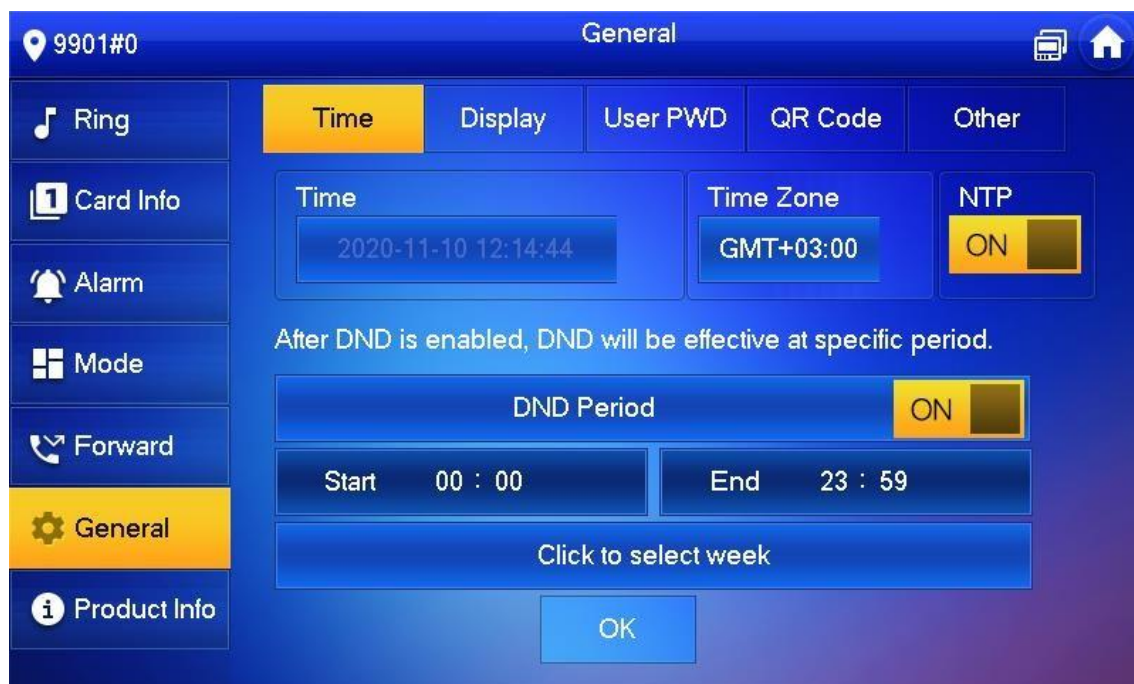 9901#0
General
Ring
Card Info
Alarm
Mode
Forward
General
Product Info
Time Display User PWD QR Code Other
Time
2020-11-10 12:14:44
Time Zone
GMT+03:00
NTP
ON
After DND is enabled, DND will be effective at specific period.
DND Period ON
Start 00 : 00 End 23 : 59
Click to select week
OK